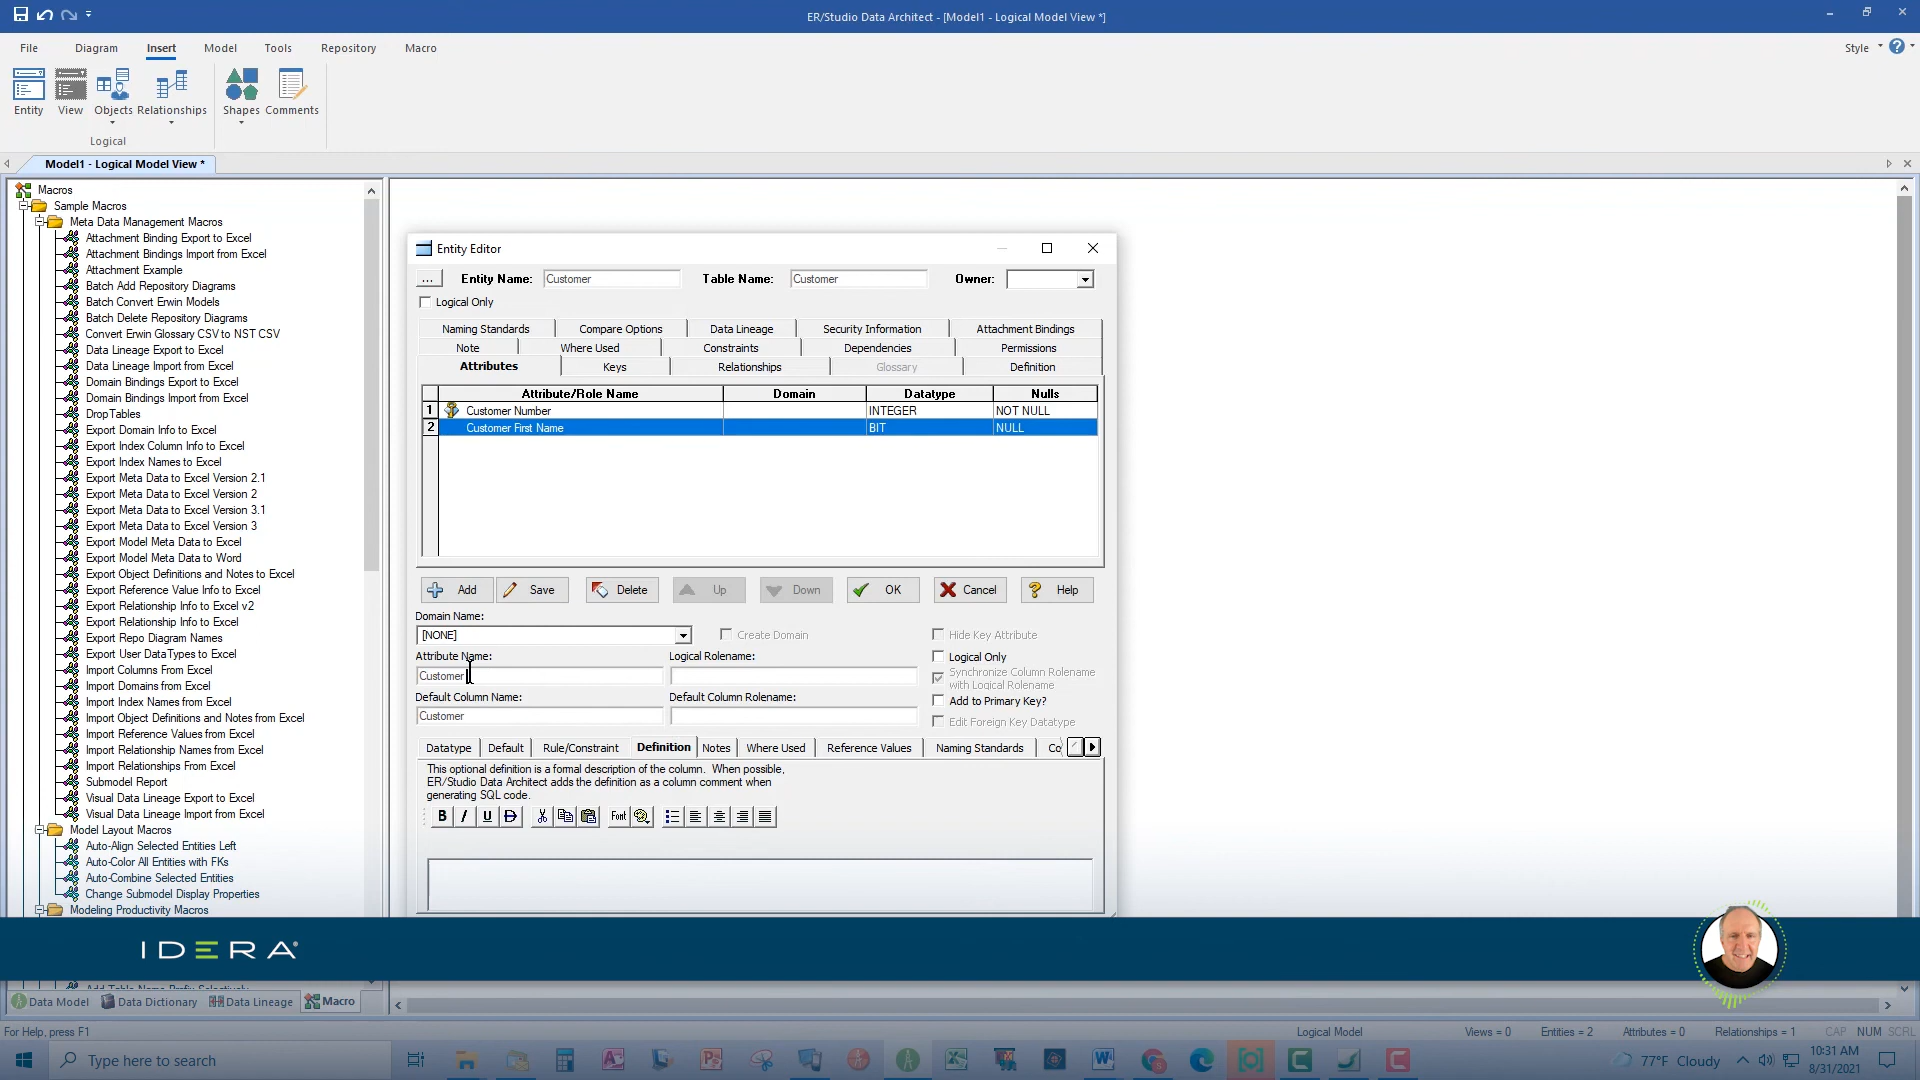 ER/Studio Data Architect - [Model1 - Logical Model View *]
File Diagram Insert Model Tools Repository Macro Style
Entity View Objects Relationships Shapes Comments
Logical
Model1 - Logical Model View *
Macros
Sample Macros
Meta Data Management Macros
Attachment Binding Export to Excel
Attachment Bindings Import from Excel
Attachment Example
Batch Add Repository Diagrams
Batch Convert Erwin Models
Batch Delete Repository Diagrams
Convert Erwin Glossary CSV to NST CSV
Data Lineage Export to Excel
Data Lineage Import from Excel
Domain Bindings Export to Excel
Domain Bindings Import from Excel
DropTables
Export Domain Info to Excel
Export Index Column Info to Excel
Export Index Names to Excel
Export Meta Data to Excel Version 2.1
Export Meta Data to Excel Version 2
Export Meta Data to Excel Version 3.1
Export Meta Data to Excel Version 3
Export Model Meta Data to Excel
Export Model Meta Data to Word
Export Object Definitions and Notes to Excel
Export Reference Value Info to Excel
Export Relationship Info to Excel v2
Export Relationship Info to Excel
Export Repo Diagram Names
Export User DataTypes to Excel
Import Columns From Excel
Import Domains from Excel
Import Index Names from Excel
Import Object Definitions and Notes from Excel
Import Reference Values from Excel
Import Relationship Names from Excel
Import Relationships From Excel
Submodel Report
Visual Data Lineage Export to Excel
Visual Data Lineage Import from Excel
Model Layout Macros
Auto-Align Selected Entities Left
Auto-Color All Entities with FKs
Auto-Combine Selected Entities
Change Submodel Display Properties
Modeling Productivity Macros
Entity Editor
... Entity Name: Customer Table Name: Customer Owner:
Logical Only
Naming Standards Compare Options Data Lineage Security Information Attachment Bindings
Note Where Used Constraints Dependencies Permissions
Attributes Keys Relationships Glossary Definition
Attribute/Role Name Domain Datatype Nulls
1 Customer Number INTEGER NOT NULL
2 Customer First Name BIT NULL
Add Save Delete Up Down OK Cancel Help
Domain Name:
[NONE] Create Domain Hide Key Attribute
Attribute Name: Logical Rolename: Logical Only
Customer Synchronize Column Rolename
with Logical Rolename
Default Column Name: Default Column Rolename: Add to Primary Key?
Customer Edit Foreign Key Datatype
Datatype Default Rule/Constraint Definition Notes Where Used Reference Values Naming Standards Co
This optional definition is a formal description of the column. When possible,
ER/Studio Data Architect adds the definition as a column comment when
generating SQL code.
B I U Font
IDERA
Data Model Data Dictionary Data Lineage Macro
For Help, press F1 Logical Model Views = 0 Entities = 2 Attributes = 0 Relationships = 1 CAP NUM SCRL
Type here to search 77°F Cloudy 10:31 AM
8/31/2021